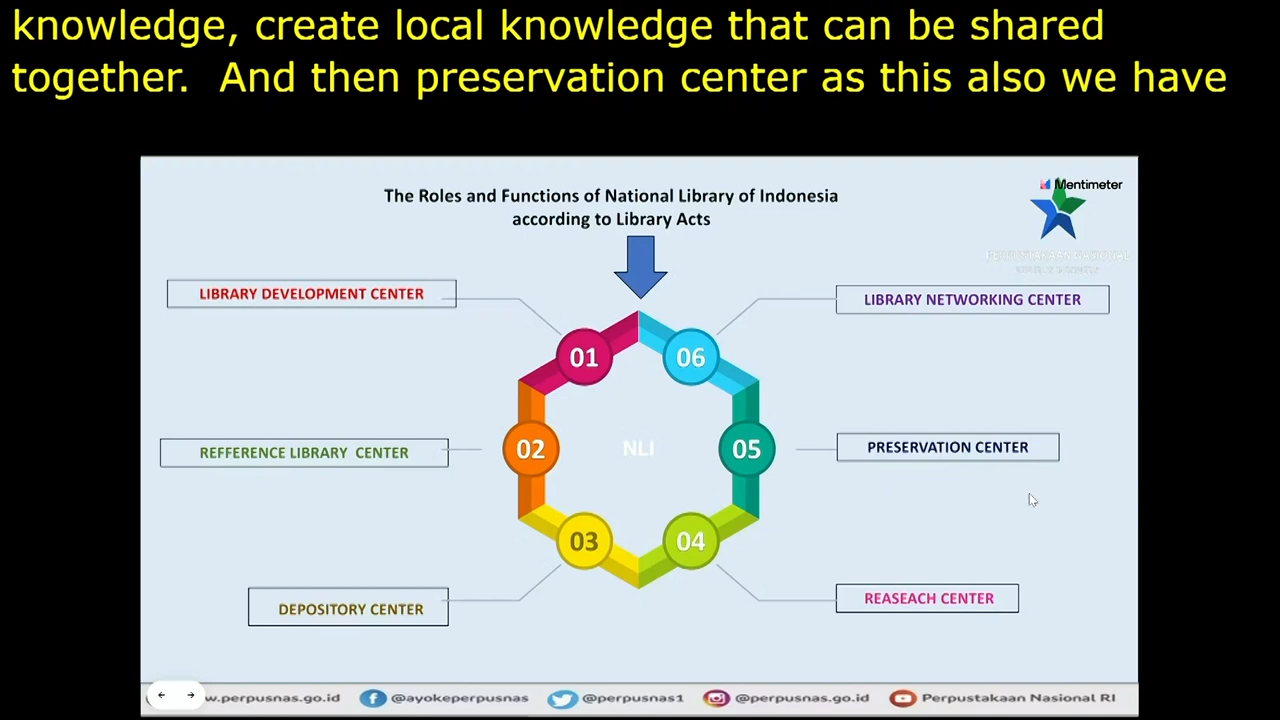 knowledge, create local knowledge that can be shared
together.  And then preservation center as this also we have
The Roles and Functions of National Library of Indonesia
according to Library Acts
Mentimeter
PERPUSTAKAAN NASIONAL
LIBRARY DEVELOPMENT CENTER
LIBRARY NETWORKING CENTER
01
06
REFFERENCE LIBRARY  CENTER
02
NLI
05
PRESERVATION CENTER
03
04
DEPOSITORY CENTER
REASEACH CENTER
w.perpusnas.go.id
@ayokeperpusnas
@perpusnas1
@perpusnas.go.id
Perpustakaan Nasional RI